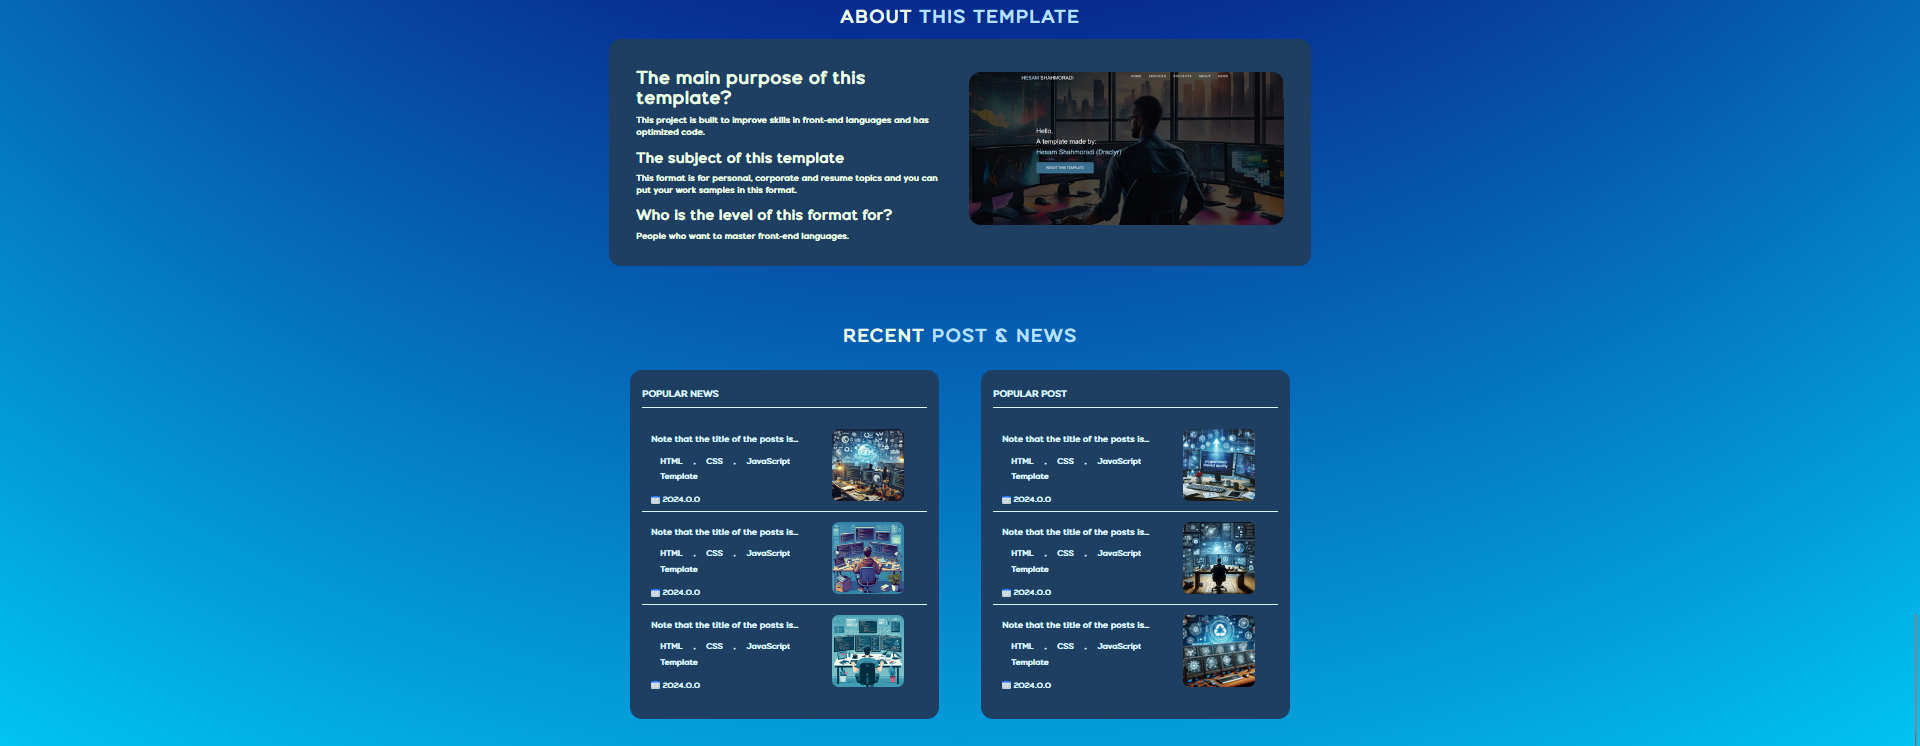 ABOUT THIS TEMPLATE
The main purpose of this
template?
This project is built to improve skills in front-end languages and has
optimized code.
The subject of this template
This format is for personal, corporate and resume topics and you can
put your work samples in this format.
Who is the level of this format for?
People who want to master front-end languages.
HESAM SHAHMORADI
HOME SERVICES PROJECTS ABOUT NEWS
Hello,
A template made by:
Hesam Shahmoradi (Draclyr)
ABOUT THIS TEMPLATE
RECENT POST & NEWS
POPULAR NEWS
Note that the title of the posts is...
HTML , CSS , JavaScript
Template
2024.0.0
Note that the title of the posts is...
HTML , CSS , JavaScript
Template
2024.0.0
Note that the title of the posts is...
HTML , CSS , JavaScript
Template
2024.0.0
POPULAR POST
Note that the title of the posts is...
HTML , CSS , JavaScript
Template
2024.0.0
Note that the title of the posts is...
HTML , CSS , JavaScript
Template
2024.0.0
Note that the title of the posts is...
HTML , CSS , JavaScript
Template
2024.0.0